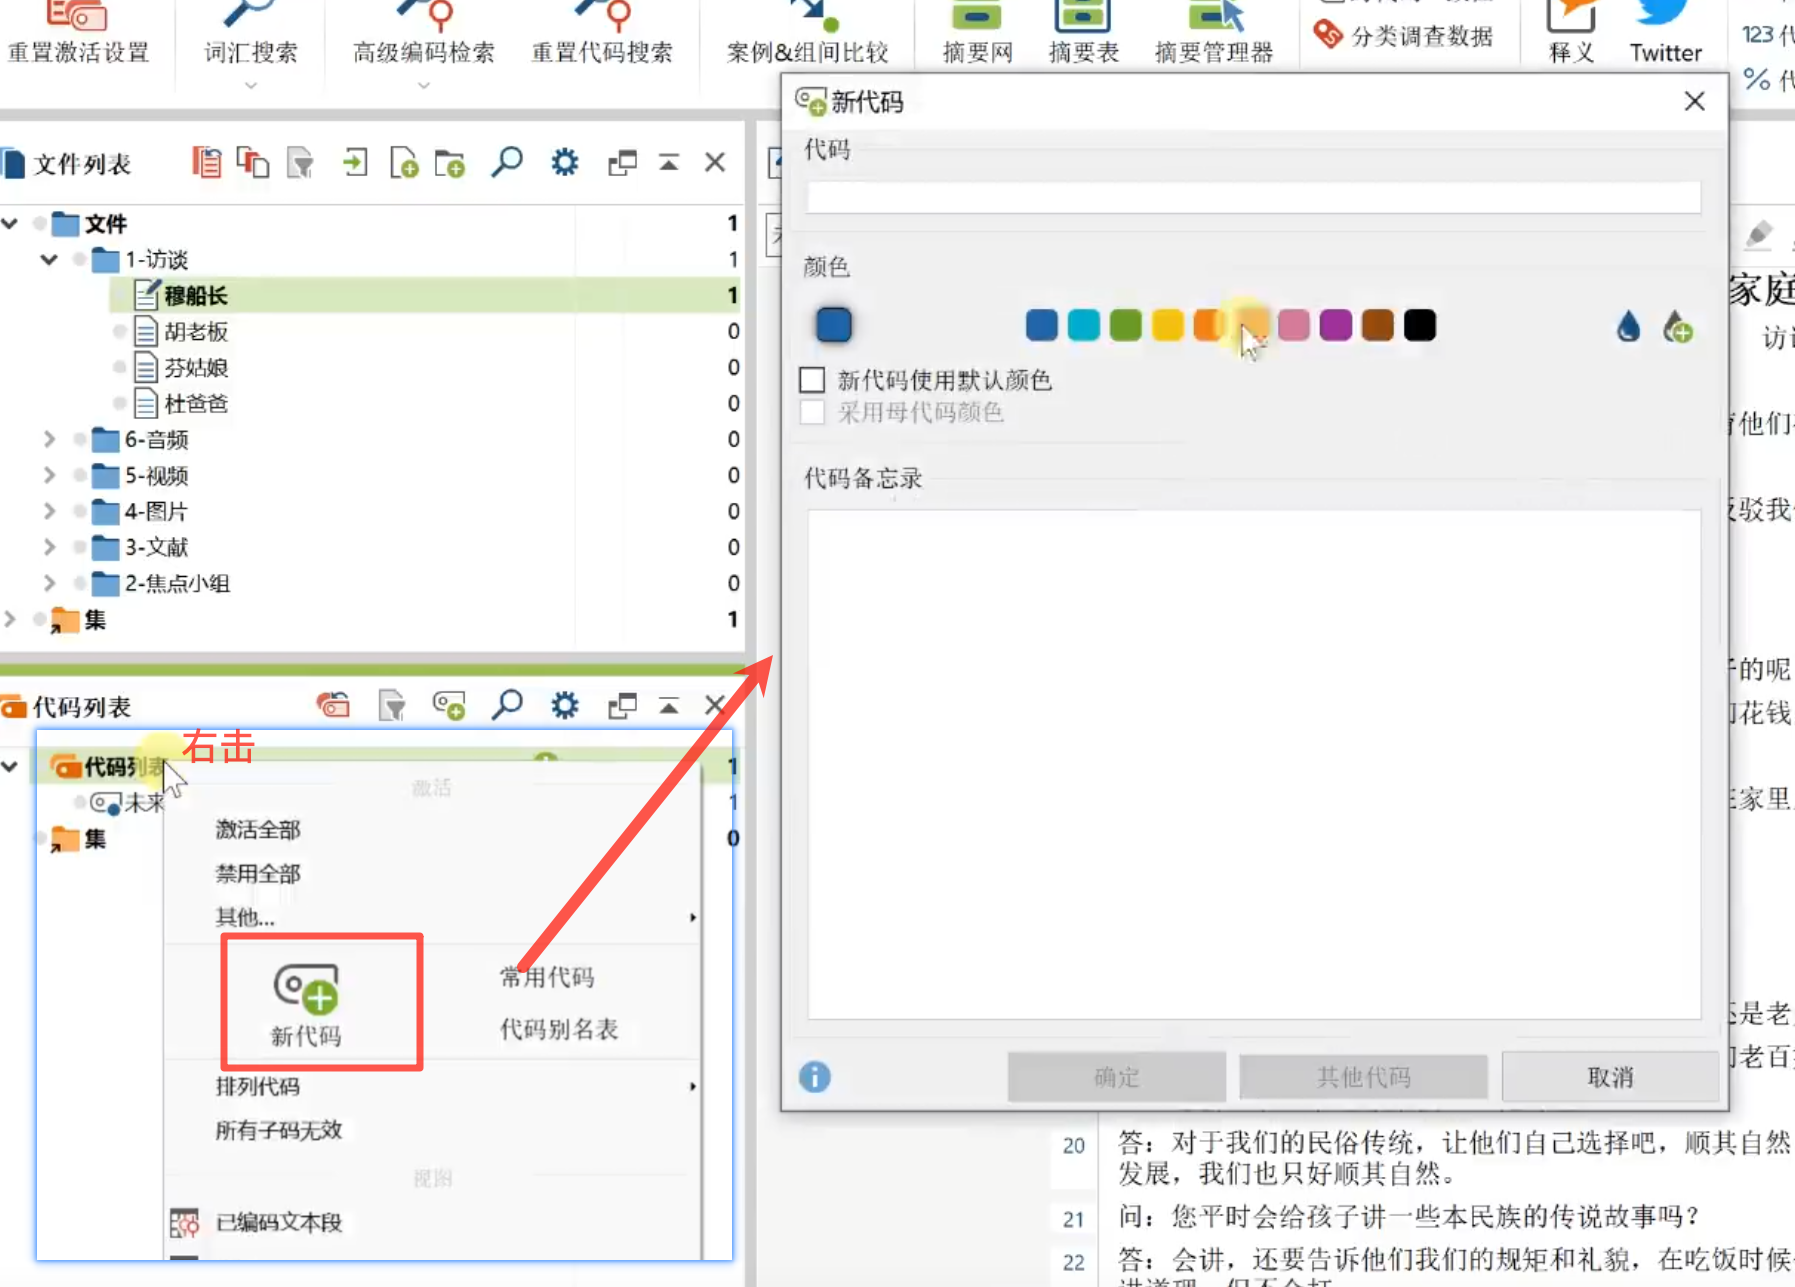 重置激活设置
词汇搜索
高级编码检索
重置代码搜索
案例&组间比较
摘要网
摘要表
摘要管理器
分类调查数据
释义
Twitter
123 代
% 代
文件列表
文件 1
1-访谈 1
穆船长 1
胡老板 0
芬姑娘 0
杜爸爸 0
6-音频 0
5-视频 0
4-图片 0
3-文献 0
2-焦点小组 0
集 1
代码列表
右击
代码列表 1
未来 1
集 0
激活
激活全部
禁用全部
其他...
新代码
常用代码
代码别名表
排列代码
所有子码无效
视图
已编码文本段
新代码
代码
颜色
新代码使用默认颜色
采用母代码颜色
代码备忘录
确定
其他代码
取消
家庭
访
他们
驳我
的呢
花钱
家里
是老
老百
20 答：对于我们的民俗传统，让他们自己选择吧，顺其自然
发展，我们也只好顺其自然。
21 问：您平时会给孩子讲一些本民族的传说故事吗？
22 答：会讲，还要告诉他们我们的规矩和礼貌，在吃饭时候